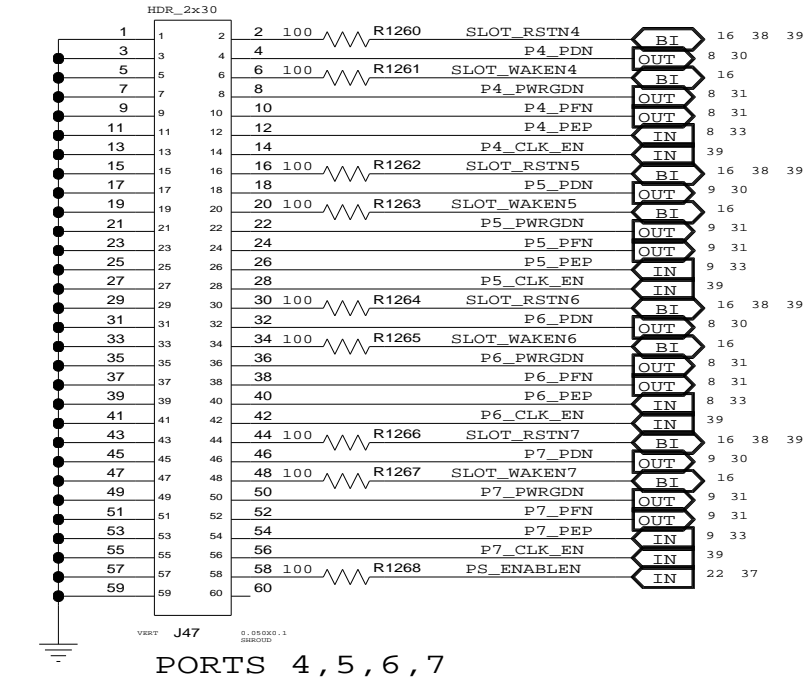 HDR_2x30
1 1 2 2 100 R1260 SLOT_RSTN4 BI 16 38 39
3 3 4 4 P4_PDN OUT 8 30
5 5 6 6 100 R1261 SLOT_WAKEN4 BI 16
7 7 8 8 P4_PWRGDN OUT 8 31
9 9 10 10 P4_PFN OUT 8 31
11 11 12 12 P4_PEP IN 8 33
13 13 14 14 P4_CLK_EN IN 39
15 15 16 16 100 R1262 SLOT_RSTN5 BI 16 38 39
17 17 18 18 P5_PDN OUT 9 30
19 19 20 20 100 R1263 SLOT_WAKEN5 BI 16
21 21 22 22 P5_PWRGDN OUT 9 31
23 23 24 24 P5_PFN OUT 9 31
25 25 26 26 P5_PEP IN 9 33
27 27 28 28 P5_CLK_EN IN 39
29 29 30 30 100 R1264 SLOT_RSTN6 BI 16 38 39
31 31 32 32 P6_PDN OUT 8 30
33 33 34 34 100 R1265 SLOT_WAKEN6 BI 16
35 35 36 36 P6_PWRGDN OUT 8 31
37 37 38 38 P6_PFN OUT 8 31
39 39 40 40 P6_PEP IN 8 33
41 41 42 42 P6_CLK_EN IN 39
43 43 44 44 100 R1266 SLOT_RSTN7 BI 16 38 39
45 45 46 46 P7_PDN OUT 9 30
47 47 48 48 100 R1267 SLOT_WAKEN7 BI 16
49 49 50 50 P7_PWRGDN OUT 9 31
51 51 52 52 P7_PFN OUT 9 31
53 53 54 54 P7_PEP IN 9 33
55 55 56 56 P7_CLK_EN IN 39
57 57 58 58 100 R1268 PS_ENABLEN IN 22 37
59 59 60 60
VERT J47 0.050X0.1
SHROUD
PORTS 4,5,6,7